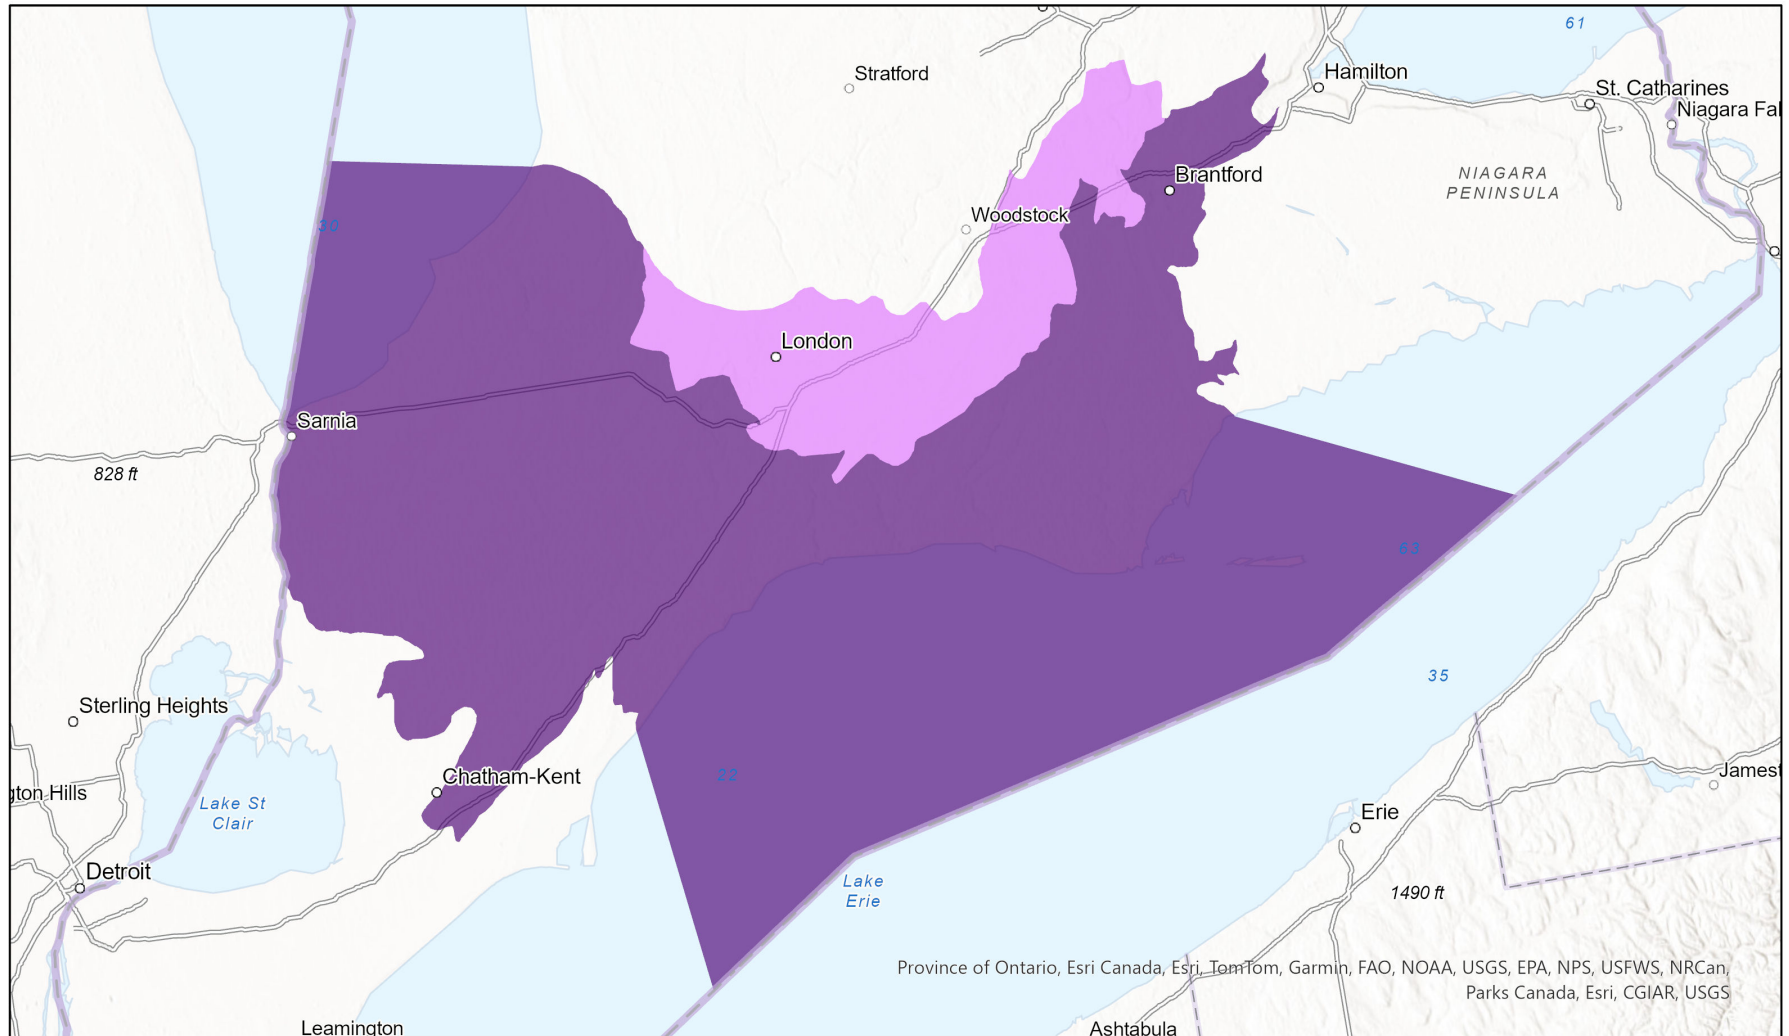 61
Stratford
Hamilton
St. Catharines
Niagara Fal
NIAGARA
PENINSULA
Brantford
Woodstock
30
London
Sarnia
828 ft
63
35
Sterling Heights
Chatham-Kent
22
Jamest
gton Hills
Lake St
Clair
Erie
Detroit
Lake
Erie
1490 ft
Province of Ontario, Esri Canada, Esri, TomTom, Garmin, FAO, NOAA, USGS, EPA, NPS, USFWS, NRCan,
Parks Canada, Esri, CGIAR, USGS
Leamington
Ashtabula